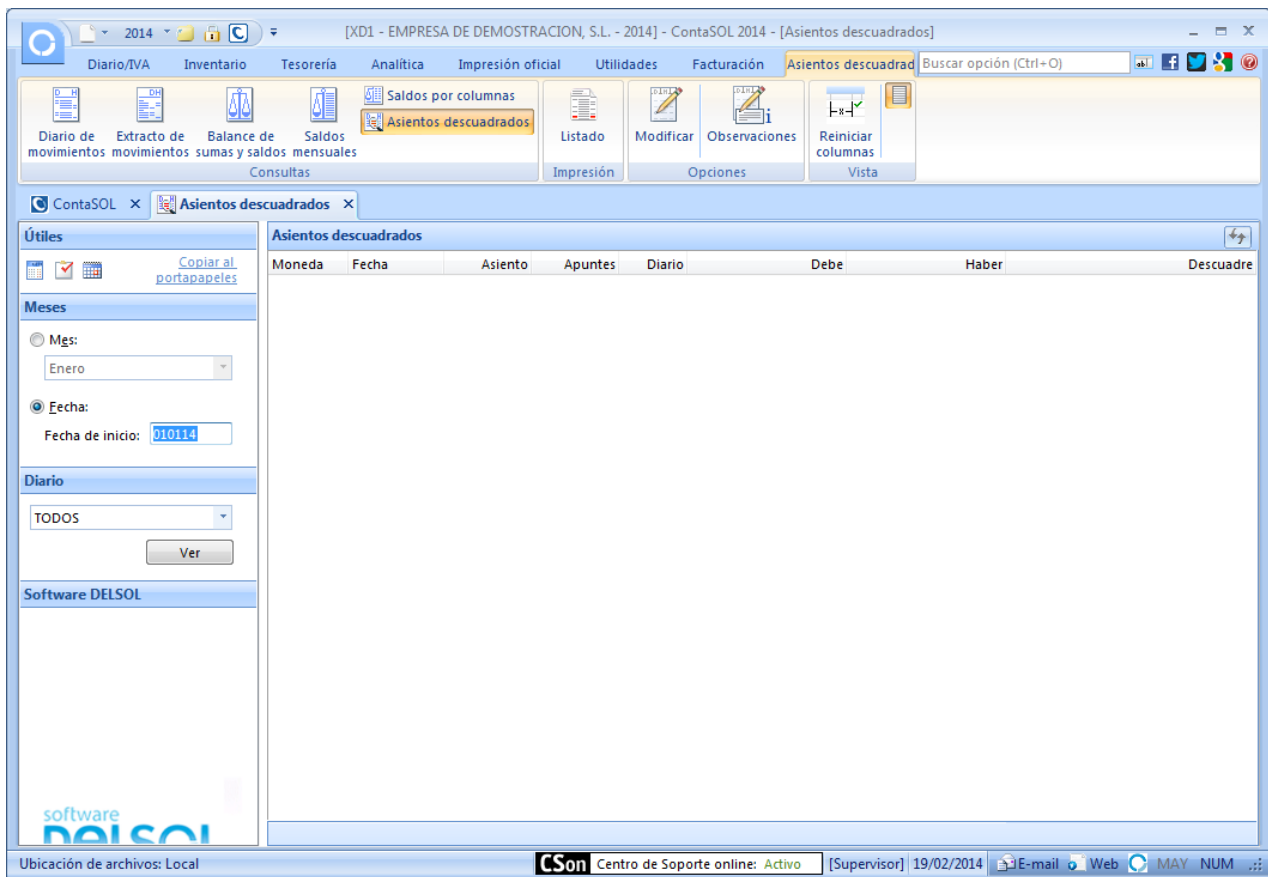 2014 [XD1 - EMPRESA DE DEMOSTRACION, S.L. - 2014] - ContaSOL 2014 - [Asientos descuadrados]
Diario/IVA Inventario Tesorería Analítica Impresión oficial Utilidades Facturación Asientos descuadrad Buscar opción (Ctrl+O)
Diario de movimientos
Extracto de movimientos
Balance de sumas y saldos
Saldos mensuales
Saldos por columnas
Asientos descuadrados
Listado
Modificar
Observaciones
Reiniciar columnas
Consultas Impresión Opciones Vista
ContaSOL Asientos descuadrados
Útiles
Copiar al
portapapeles
Meses
Mes:
Enero
Fecha:
Fecha de inicio: 010114
Diario
TODOS
Ver
Software DELSOL
software
DELSOL
Asientos descuadrados
Moneda Fecha Asiento Apuntes Diario Debe Haber Descuadre
Ubicación de archivos: Local CSon Centro de Soporte online: Activo [Supervisor] 19/02/2014 E-mail Web MAY NUM